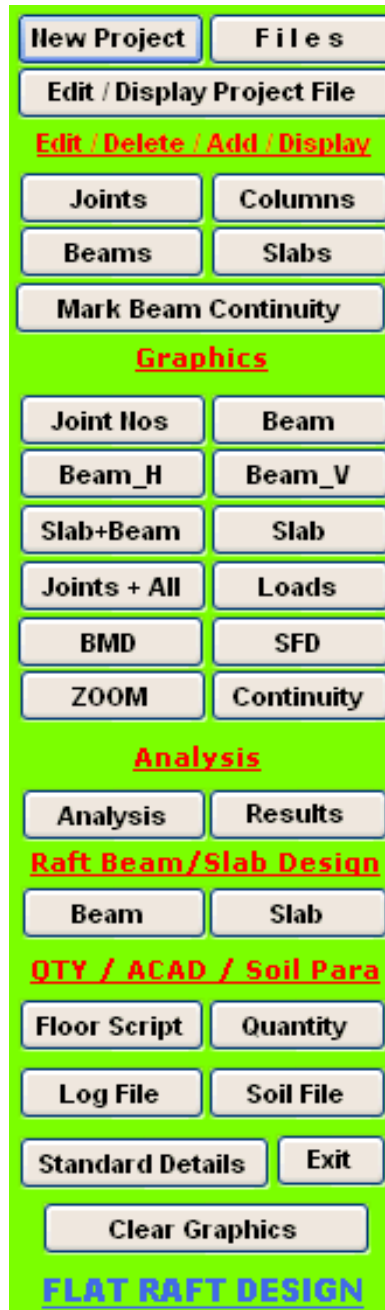 New Project Files
Edit / Display Project File
Edit / Delete / Add / Display
Joints Columns
Beams Slabs
Mark Beam Continuity
Graphics
Joint Nos Beam
Beam_H Beam_V
Slab+Beam Slab
Joints + All Loads
BMD SFD
ZOOM Continuity
Analysis
Analysis Results
Raft Beam/Slab Design
Beam Slab
QTY / ACAD / Soil Para
Floor Script Quantity
Log File Soil File
Standard Details Exit
Clear Graphics
FLAT RAFT DESIGN